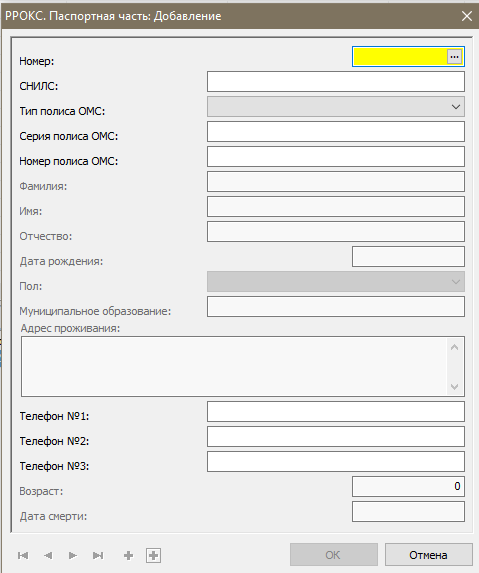 РРОКС. Паспортная часть: Добавление
Номер:
...
СНИЛС:
Тип полиса ОМС:
Серия полиса ОМС:
Номер полиса ОМС:
Фамилия:
Имя:
Отчество:
Дата рождения:
Пол:
Муниципальное образование:
Адрес проживания:
Телефон №1:
Телефон №2:
Телефон №3:
Возраст: 0
Дата смерти:
ОК Отмена